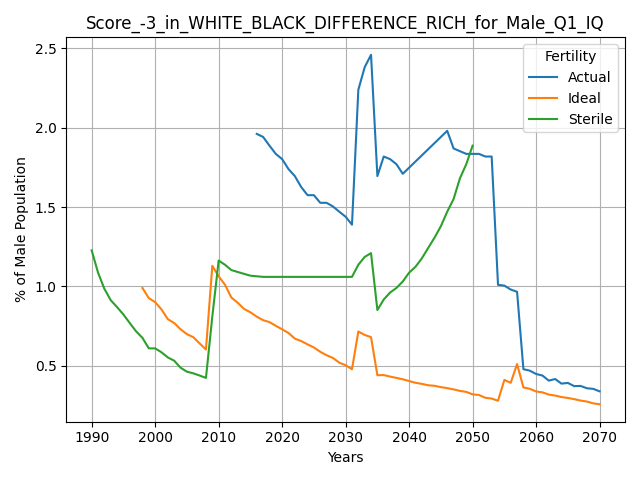 Score_-3_in_WHITE_BLACK_DIFFERENCE_RICH_for_Male_Q1_IQ
Fertility
Actual
Ideal
Sterile
% of Male Population
2.5
2.0
1.5
1.0
0.5
1990 2000 2010 2020 2030 2040 2050 2060 2070
Years